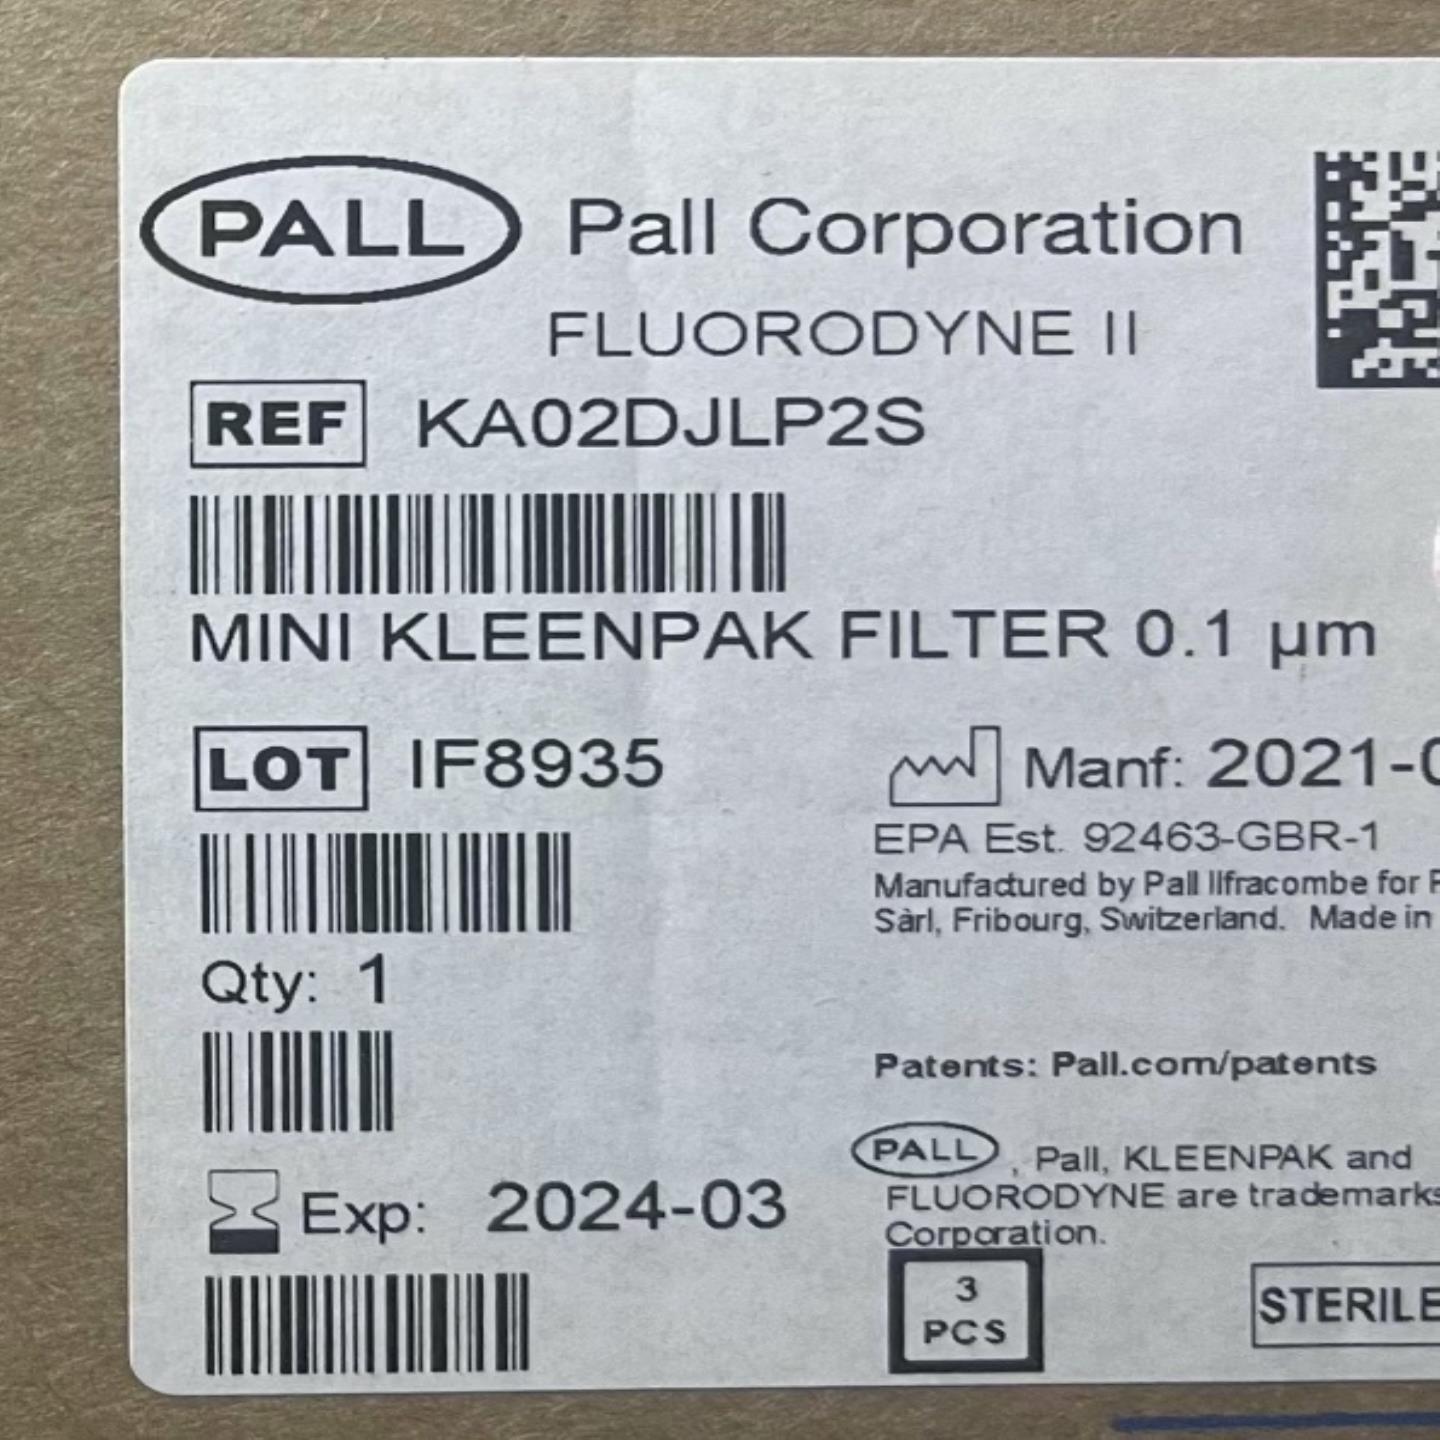 PALL Pall Corporation
FLUORODYNE II
REF KA02DJLP2S
MINI KLEENPAK FILTER 0.1 µm
LOT IF8935
Manf: 2021-0
EPA Est. 92463-GBR-1
Manufactured by Pall Ilfracombe for P
Sàrl, Fribourg, Switzerland. Made in
Qty: 1
Patents: Pall.com/patents
PALL , Pall, KLEENPAK and
FLUORODYNE are trademarks
Corporation.
Exp: 2024-03
3
PCS
STERILE